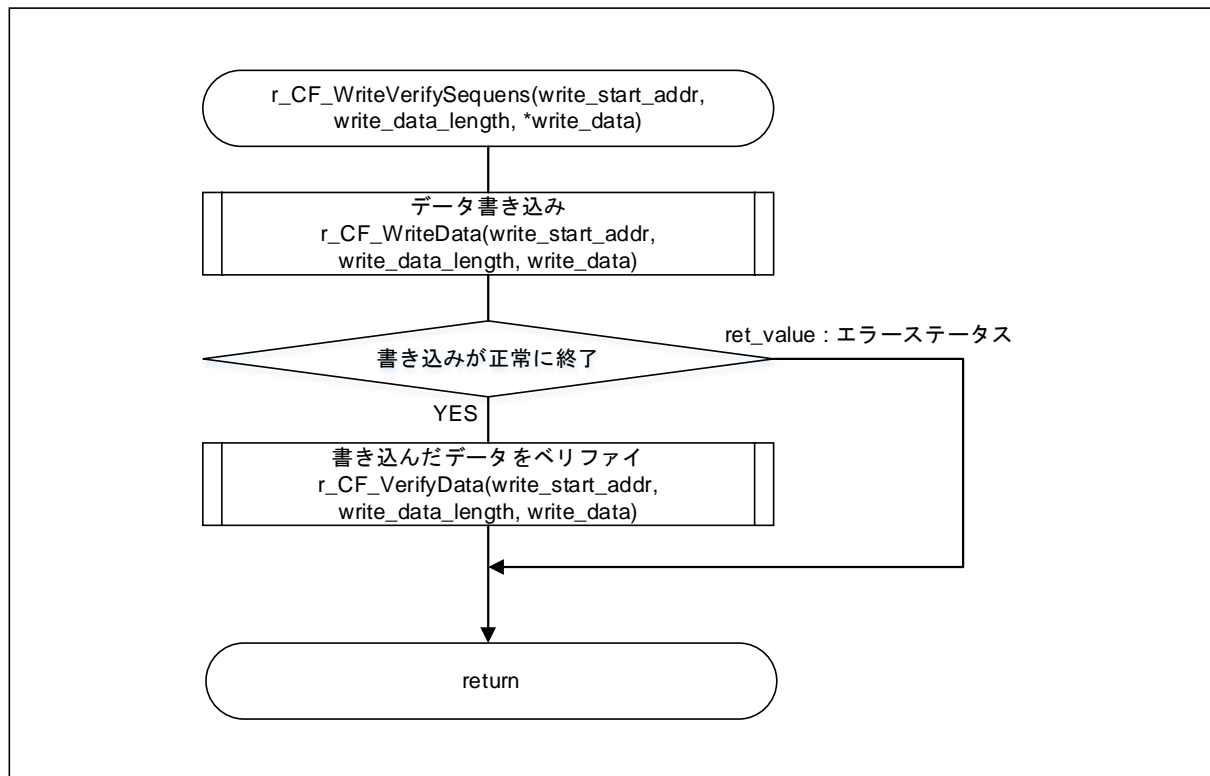 r_CF_WriteVerifySequens(write_start_addr,
write_data_length, *write_data)
データ書き込み
r_CF_WriteData(write_start_addr,
write_data_length, write_data)
ret_value : エラーステータス
書き込みが正常に終了
YES
書き込んだデータをベリファイ
r_CF_VerifyData(write_start_addr,
write_data_length, write_data)
return